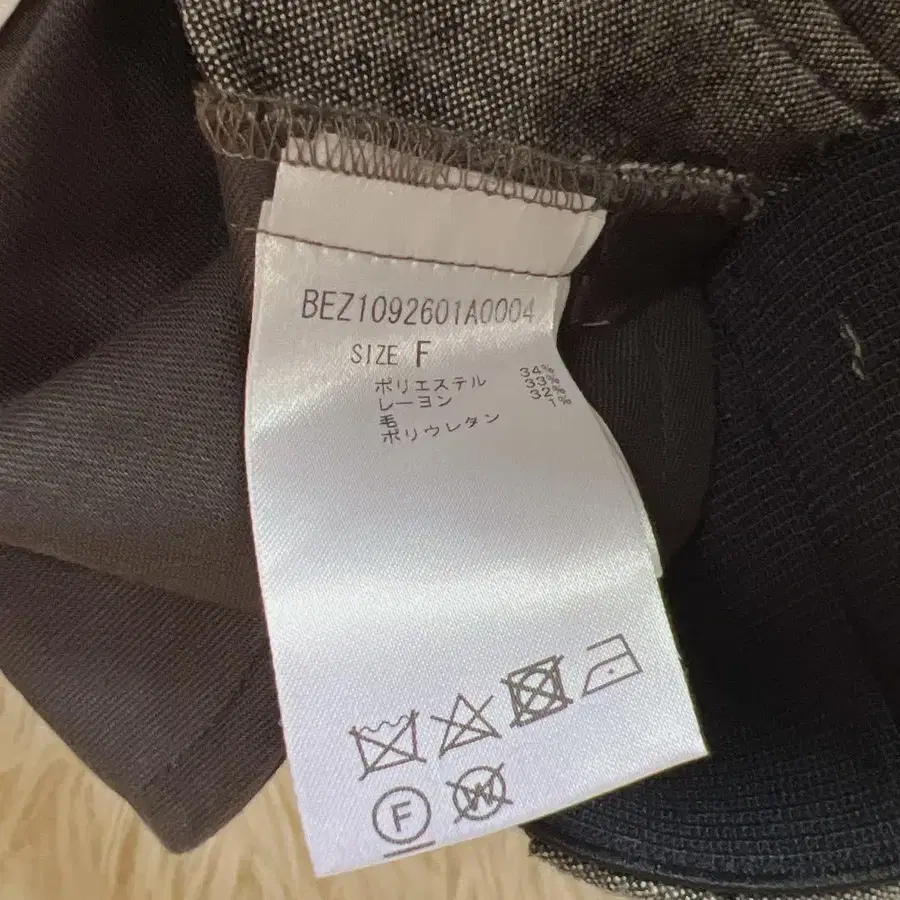 BEZ1092601A0004
SIZE F
ポリエステル 34%
レーヨン 33%
毛 32%
ポリウレタン 1%
F
W